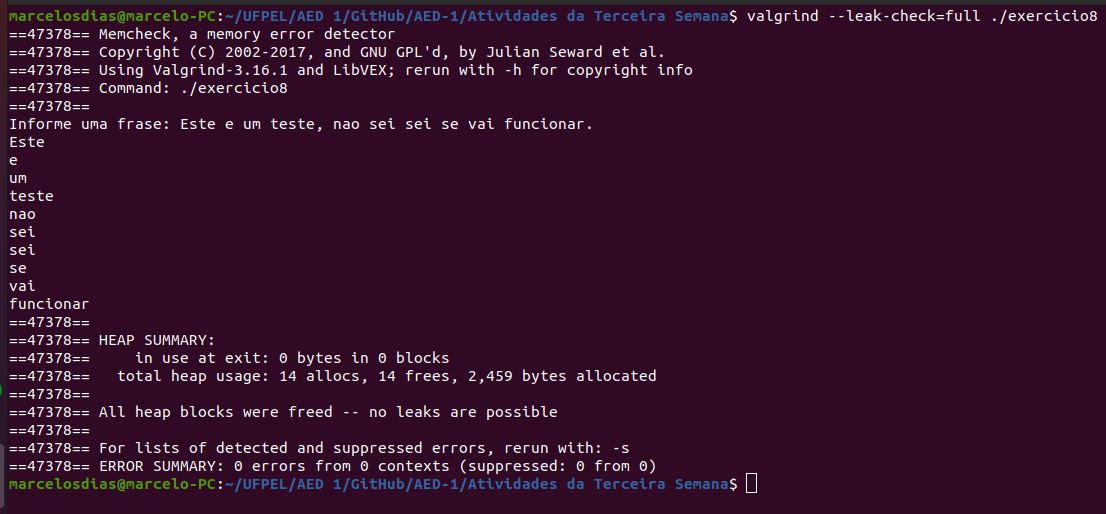 marcelosdias@marcelo-PC:~/UFPEL/AED 1/GitHub/AED-1/Atividades da Terceira Semana$ valgrind --leak-check=full ./exercicio8
==47378== Memcheck, a memory error detector
==47378== Copyright (C) 2002-2017, and GNU GPL'd, by Julian Seward et al.
==47378== Using Valgrind-3.16.1 and LibVEX; rerun with -h for copyright info
==47378== Command: ./exercicio8
==47378==
Informe uma frase: Este e um teste, nao sei sei se vai funcionar.
Este
e
um
teste
nao
sei
sei
se
vai
funcionar
==47378==
==47378== HEAP SUMMARY:
==47378==     in use at exit: 0 bytes in 0 blocks
==47378==   total heap usage: 14 allocs, 14 frees, 2,459 bytes allocated
==47378==
==47378== All heap blocks were freed -- no leaks are possible
==47378==
==47378== For lists of detected and suppressed errors, rerun with: -s
==47378== ERROR SUMMARY: 0 errors from 0 contexts (suppressed: 0 from 0)
marcelosdias@marcelo-PC:~/UFPEL/AED 1/GitHub/AED-1/Atividades da Terceira Semana$